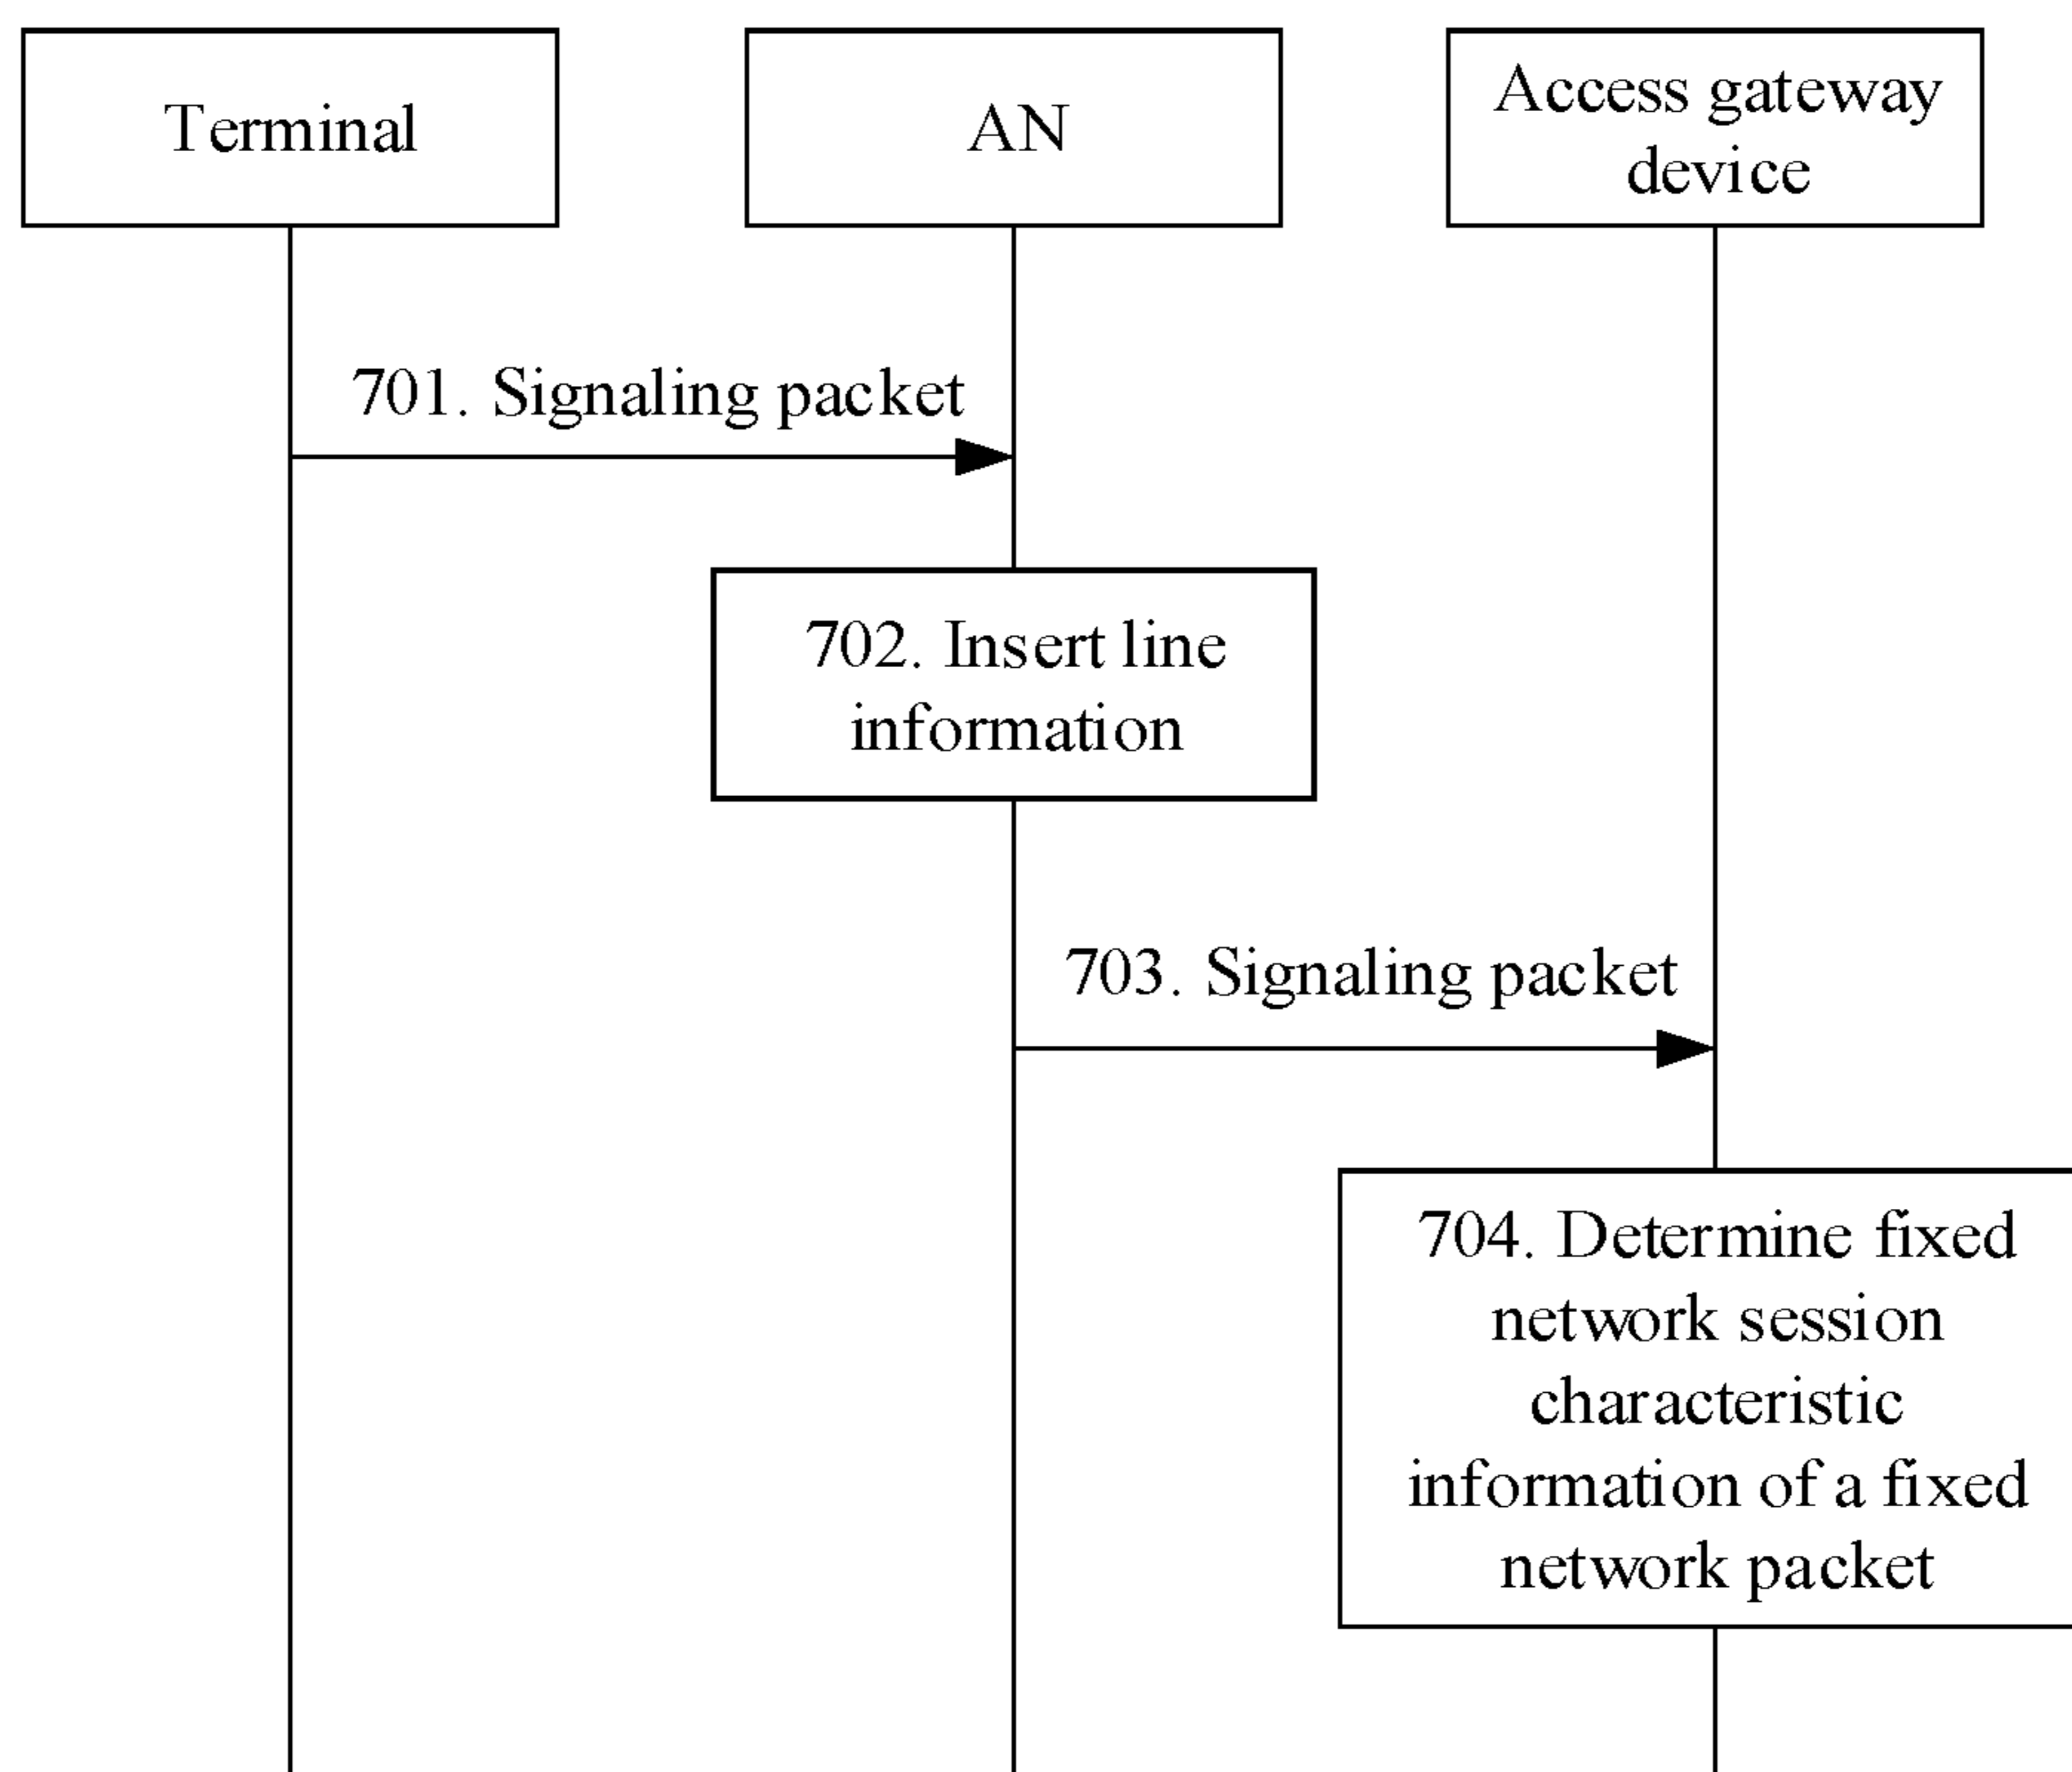 Terminal
AN
Access gateway
device
701. Signaling packet
702. Insert line
information
703. Signaling packet
704. Determine fixed
network session
characteristic
information of a fixed
network packet